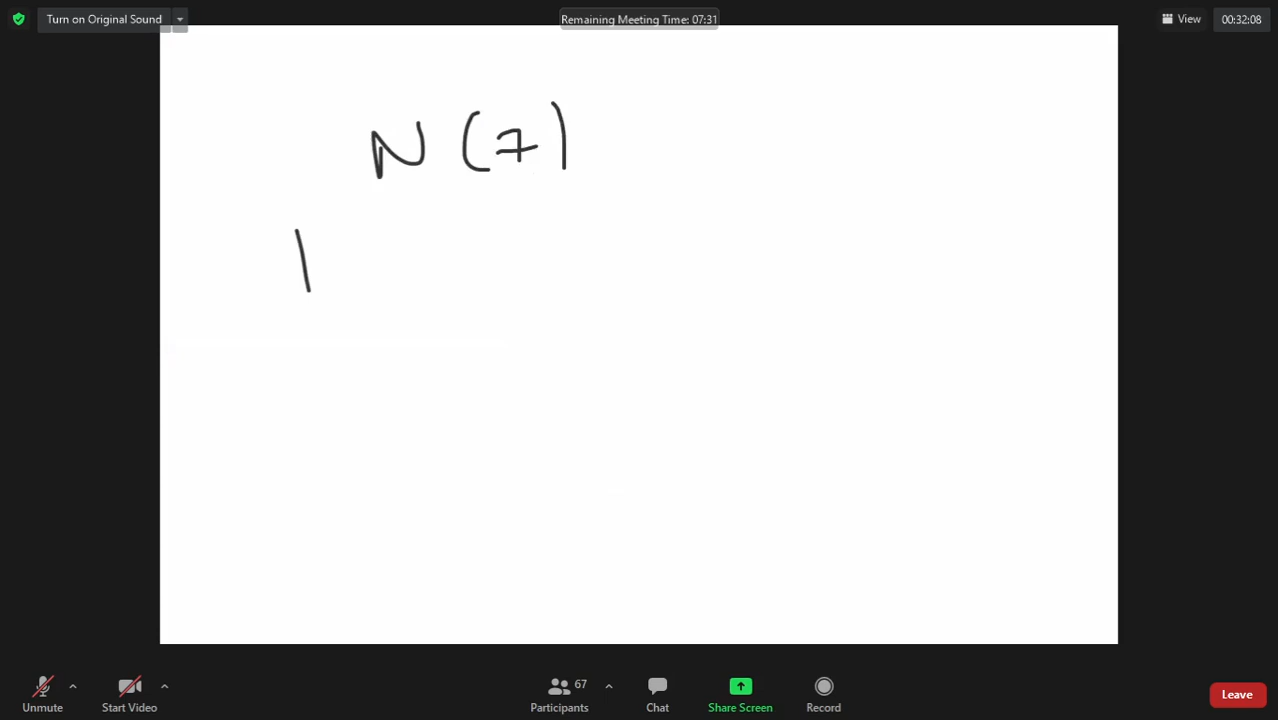 Turn on Original Sound
Remaining Meeting Time: 07:31
View
00:32:08
N (7)
1
Unmute
Start Video
67
Participants
Chat
Share Screen
Record
Leave